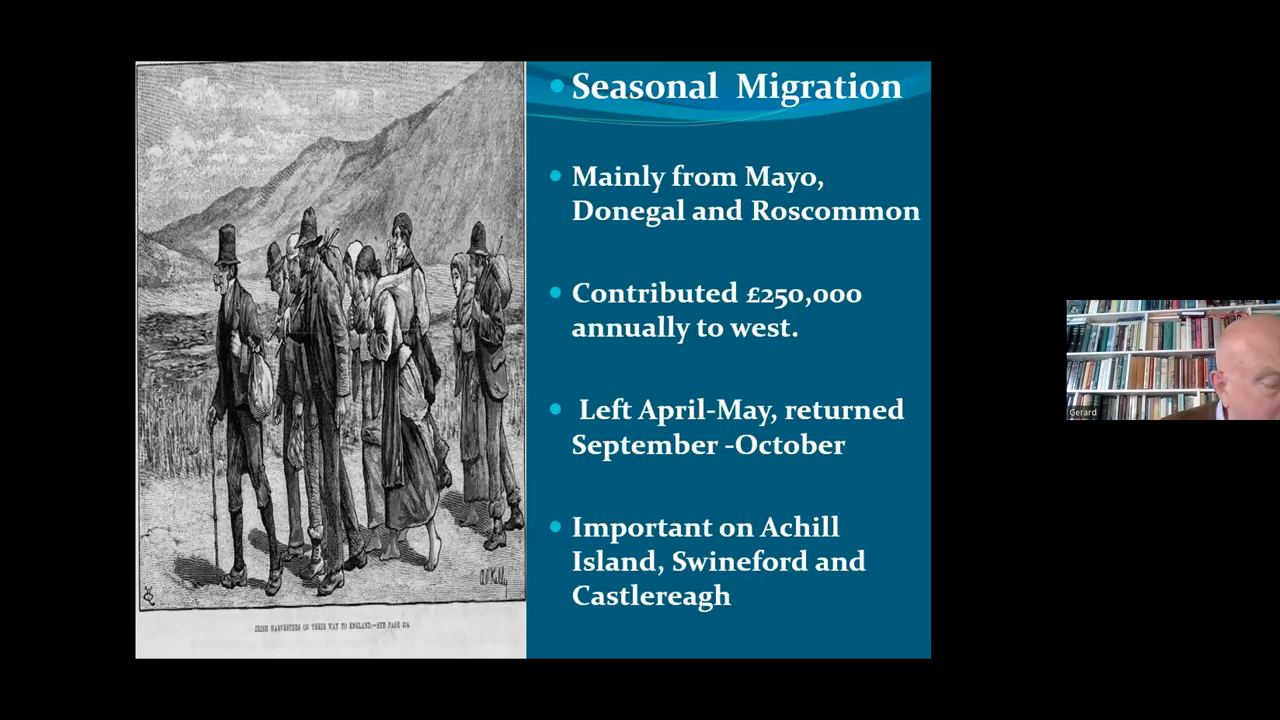 Seasonal Migration
Mainly from Mayo,
Donegal and Roscommon
Contributed £250,000
annually to west.
Left April-May, returned
September -October
Important on Achill
Island, Swineford and
Castlereagh
IRISH HARVESTERS ON THEIR WAY TO ENGLAND.—SEE PAGE
Gerard